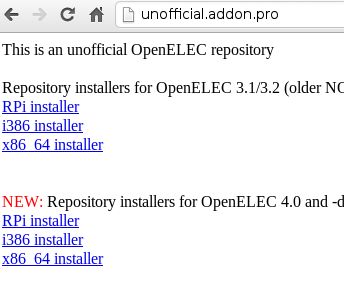 unofficial.addon.pro
This is an unofficial OpenELEC repository
Repository installers for OpenELEC 3.1/3.2 (older
RPi installer
i386 installer
x86_64 installer
NEW: Repository installers for OpenELEC 4.0 and
RPi installer
i386 installer
x86_64 installer